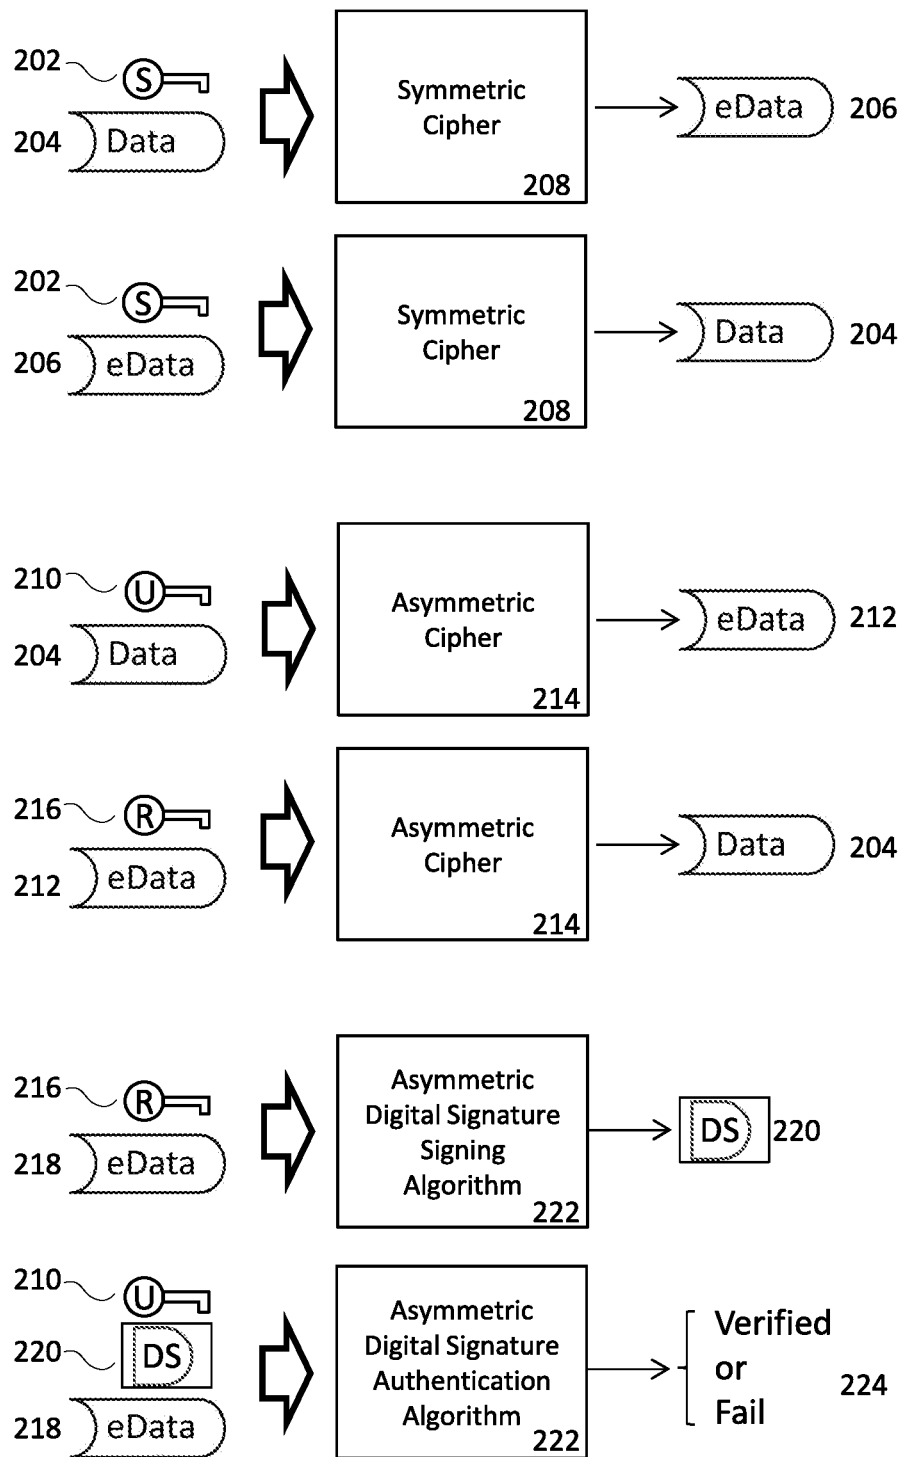 202
S
204
Data
Symmetric
Cipher
208
eData
206
202
S
206
eData
Symmetric
Cipher
208
Data
204
210
U
204
Data
Asymmetric
Cipher
214
eData
212
216
R
212
eData
Asymmetric
Cipher
214
Data
204
216
R
218
eData
Asymmetric
Digital Signature
Signing
Algorithm
222
DS
220
210
U
220
DS
218
eData
Asymmetric
Digital Signature
Authentication
Algorithm
222
Verified
or
Fail
224